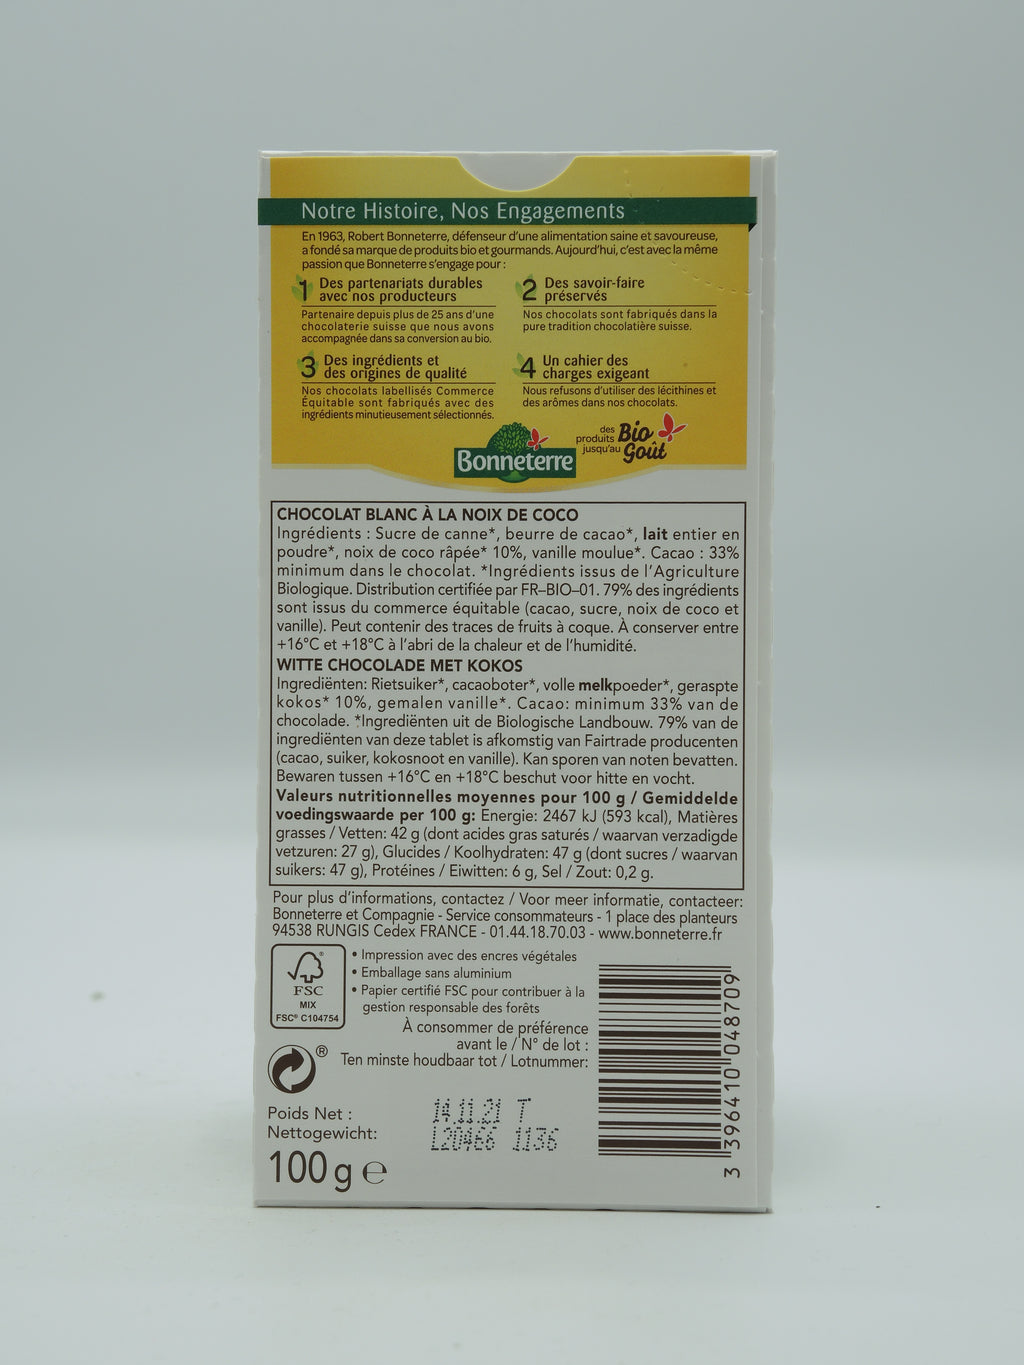 Notre Histoire, Nos Engagements
En 1963, Robert Bonneterre, défenseur d'une alimentation saine et savoureuse,
a fondé sa marque de produits bio et gourmands. Aujourd'hui, c'est avec la même
passion que Bonneterre s'engage pour :
1 Des partenariats durables
avec nos producteurs
Partenaire depuis plus de 25 ans d'une
chocolaterie suisse que nous avons
accompagnée dans sa conversion au bio.
2 Des savoir-faire
préservés
Nos chocolats sont fabriqués dans la
pure tradition chocolatière suisse.
3 Des ingrédients et
des origines de qualité
Nos chocolats labellisés Commerce
Équitable sont fabriqués avec des
ingrédients minutieusement sélectionnés.
4 Un cahier des
charges exigeant
Nous refusons d'utiliser des lécithines et
des arômes dans nos chocolats.
Bonneterre
des
produits
jusqu'au
Bio
Goût
CHOCOLAT BLANC À LA NOIX DE COCO
Ingrédients : Sucre de canne*, beurre de cacao*, lait entier en
poudre*, noix de coco râpée* 10%, vanille moulue*. Cacao : 33%
minimum dans le chocolat. *Ingrédients issus de l'Agriculture
Biologique. Distribution certifiée par FR–BIO–01. 79% des ingrédients
sont issus du commerce équitable (cacao, sucre, noix de coco et
vanille). Peut contenir des traces de fruits à coque. À conserver entre
+16°C et +18°C à l'abri de la chaleur et de l'humidité.
WITTE CHOCOLADE MET KOKOS
Ingrediënten: Rietsuiker*, cacaoboter*, volle melkpoeder*, geraspte
kokos* 10%, gemalen vanille*. Cacao: minimum 33% van de
chocolade. *Ingrediënten uit de Biologische Landbouw. 79% van de
ingrediënten van deze tablet is afkomstig van Fairtrade producenten
(cacao, suiker, kokosnoot en vanille). Kan sporen van noten bevatten.
Bewaren tussen +16°C en +18°C beschut voor hitte en vocht.
Valeurs nutritionnelles moyennes pour 100 g / Gemiddelde
voedingswaarde per 100 g: Energie: 2467 kJ (593 kcal), Matières
grasses / Vetten: 42 g (dont acides gras saturés / waarvan verzadigde
vetzuren: 27 g), Glucides / Koolhydraten: 47 g (dont sucres / waarvan
suikers: 47 g), Protéines / Eiwitten: 6 g, Sel / Zout: 0,2 g.
Pour plus d'informations, contactez / Voor meer informatie, contacteer:
Bonneterre et Compagnie - Service consommateurs - 1 place des planteurs
94538 RUNGIS Cedex FRANCE - 01.44.18.70.03 - www.bonneterre.fr
FSC
MIX
FSC® C104754
• Impression avec des encres végétales
• Emballage sans aluminium
• Papier certifié FSC pour contribuer à la
gestion responsable des forêts
À consommer de préférence
avant le / N° de lot :
Ten minste houdbaar tot / Lotnummer:
®
Poids Net :
Nettogewicht:
100 g ℮
14.11.21 T
L20466 1136
3 396410 048709